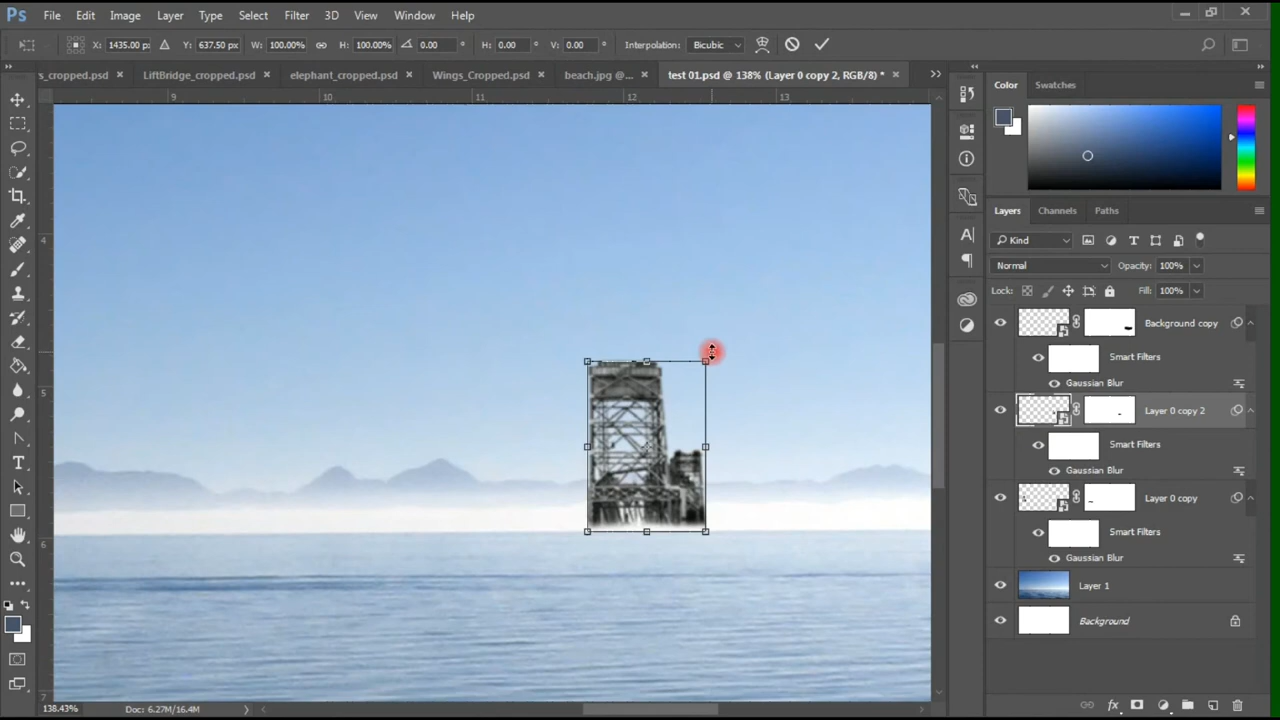 Ps File Edit Image Layer Type Select Filter 3D View Window Help
X: 1435.00 px Y: 637.50 px W: 100.00% H: 100.00% 0.00 ° H: 0.00 ° V: 0.00 ° Interpolation: Bicubic
s_cropped.psd × LiftBridge_cropped.psd × elephant_cropped.psd × Wings_Cropped.psd × beach.jpg @... × test 01.psd @ 138% (Layer 0 copy 2, RGB/8) * ×
9 10 11 12 13
4
5
6
7
Color Swatches
Layers Channels Paths
Kind
Normal Opacity: 100%
Lock: Fill: 100%
Background copy
Smart Filters
Gaussian Blur
Layer 0 copy 2
Smart Filters
Gaussian Blur
Layer 0 copy
Smart Filters
Gaussian Blur
Layer 1
Background
138.43% Doc: 6.27M/16.4M